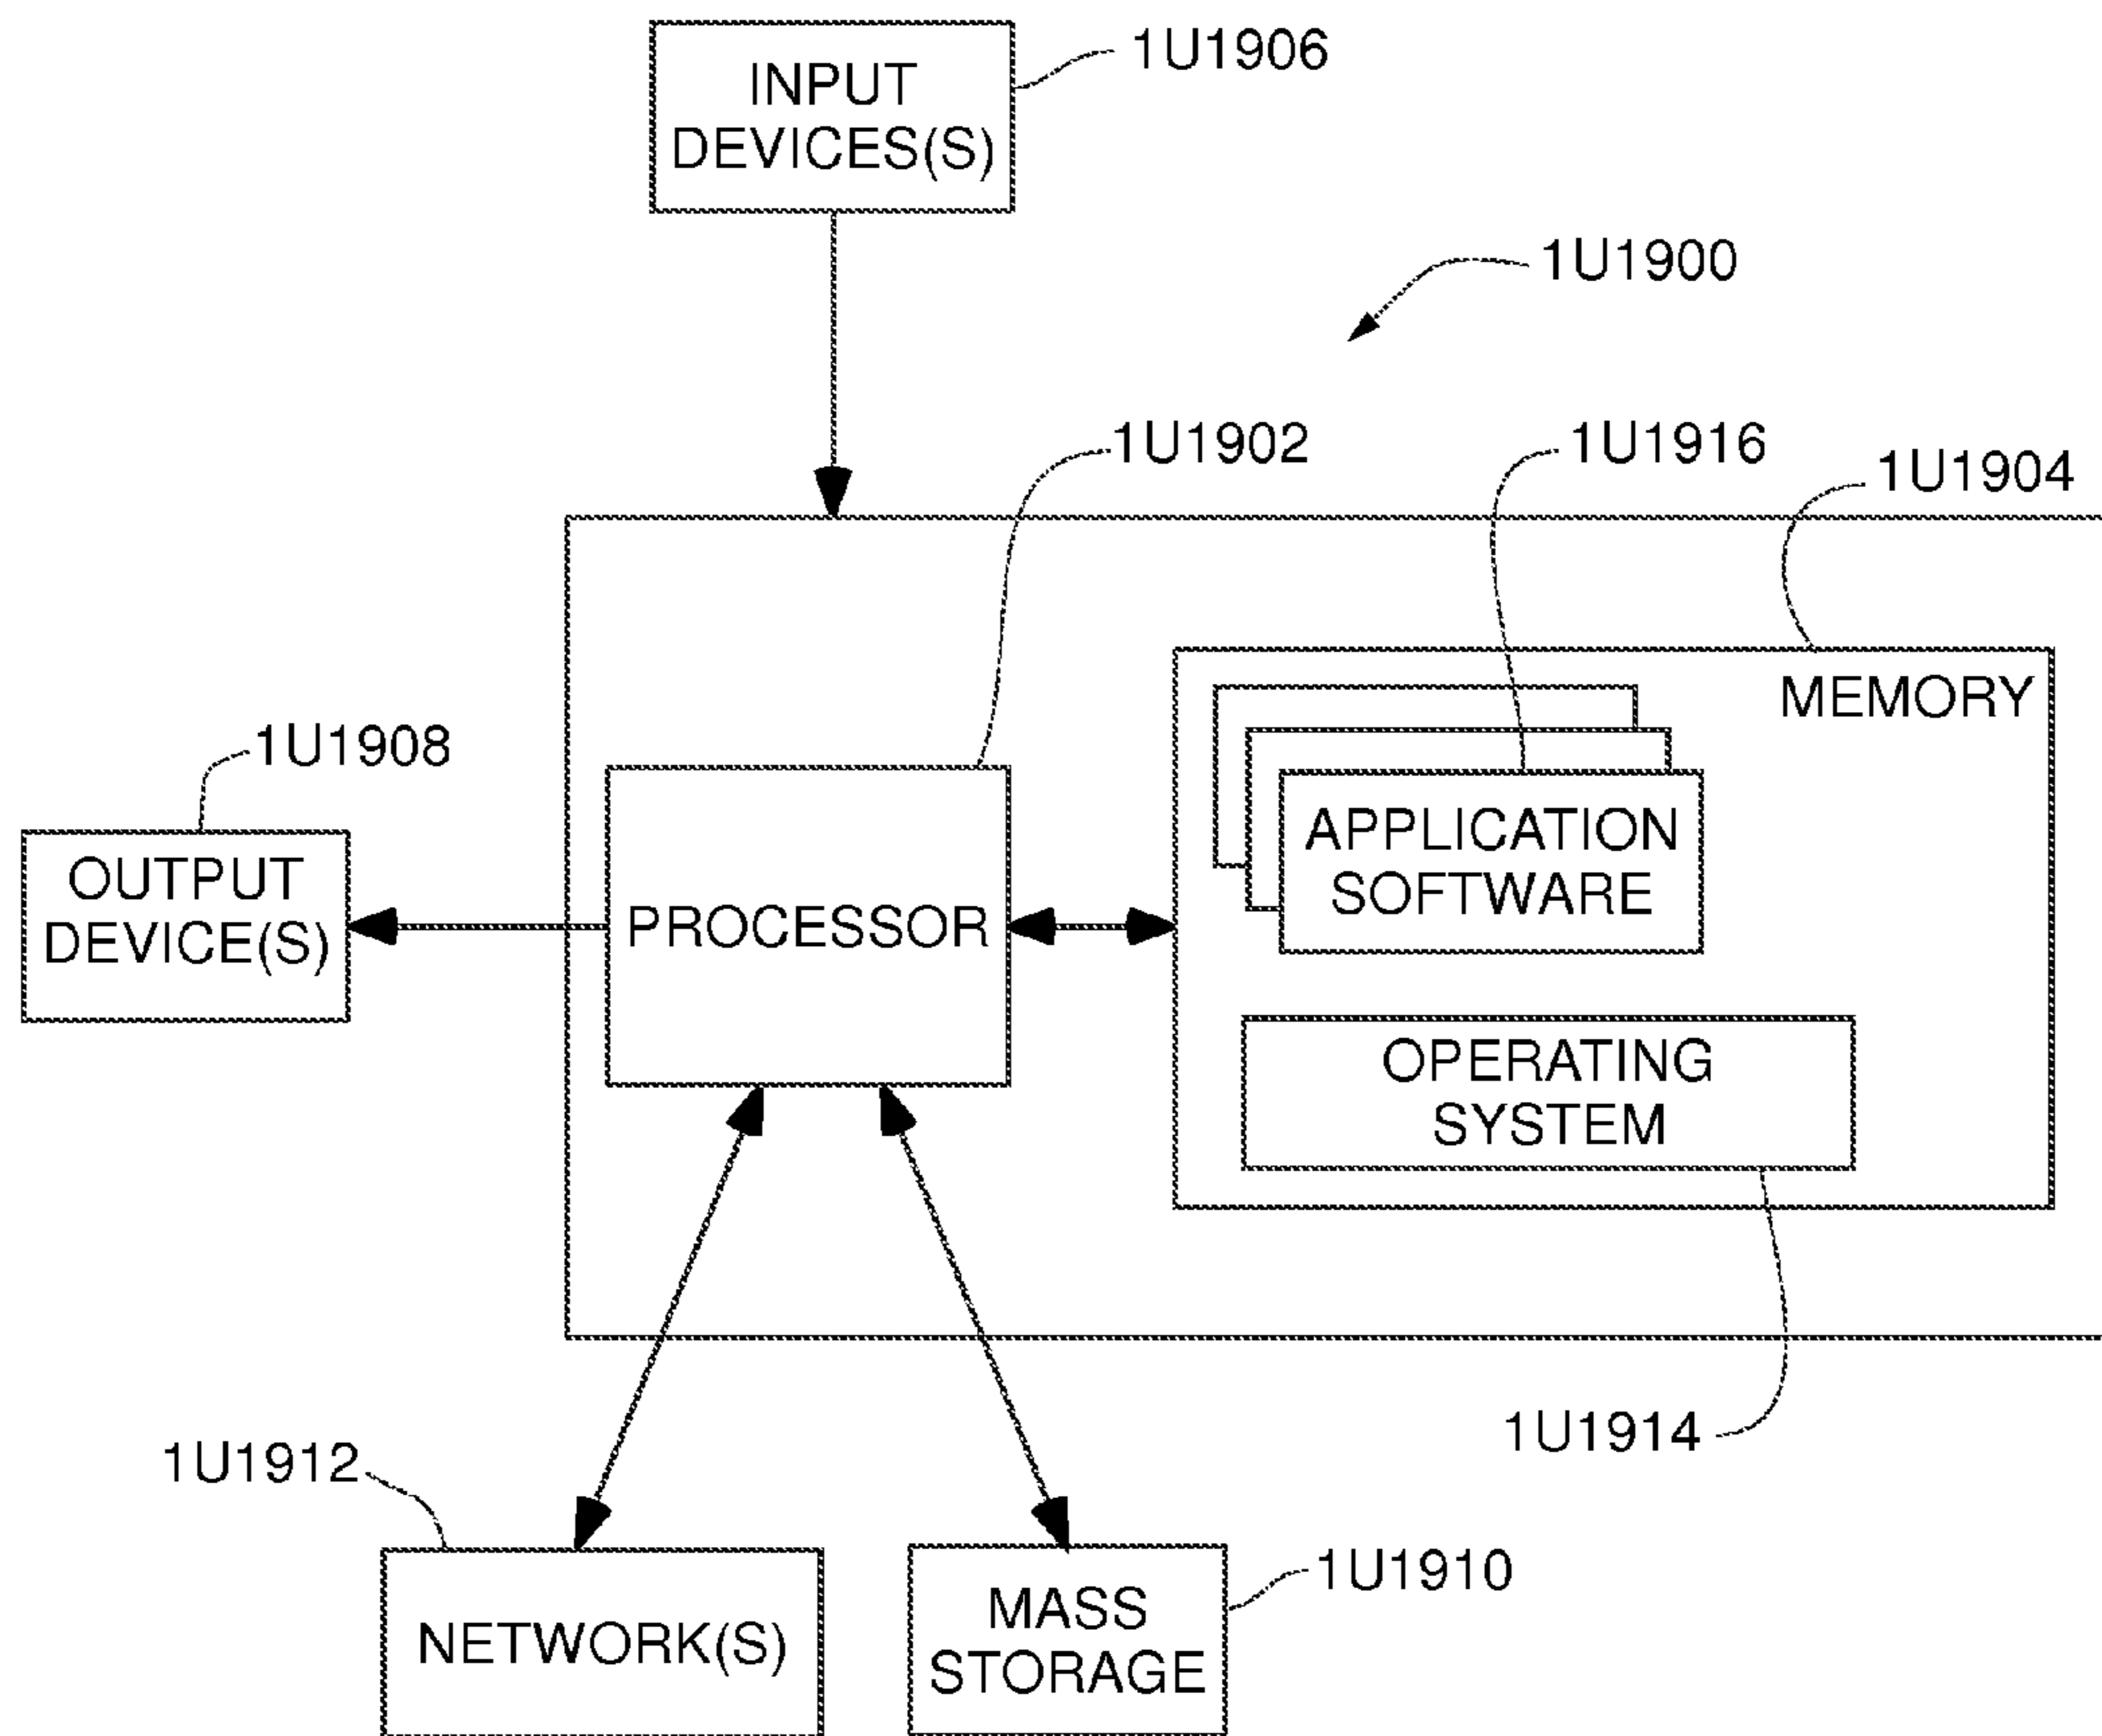 1U1906
INPUT
DEVICES(S)
1U1900
1U1902
1U1916
1U1904
MEMORY
1U1908
APPLICATION
SOFTWARE
OUTPUT
DEVICE(S)
PROCESSOR
OPERATING
SYSTEM
1U1914
1U1912
1U1910
NETWORK(S)
MASS
STORAGE